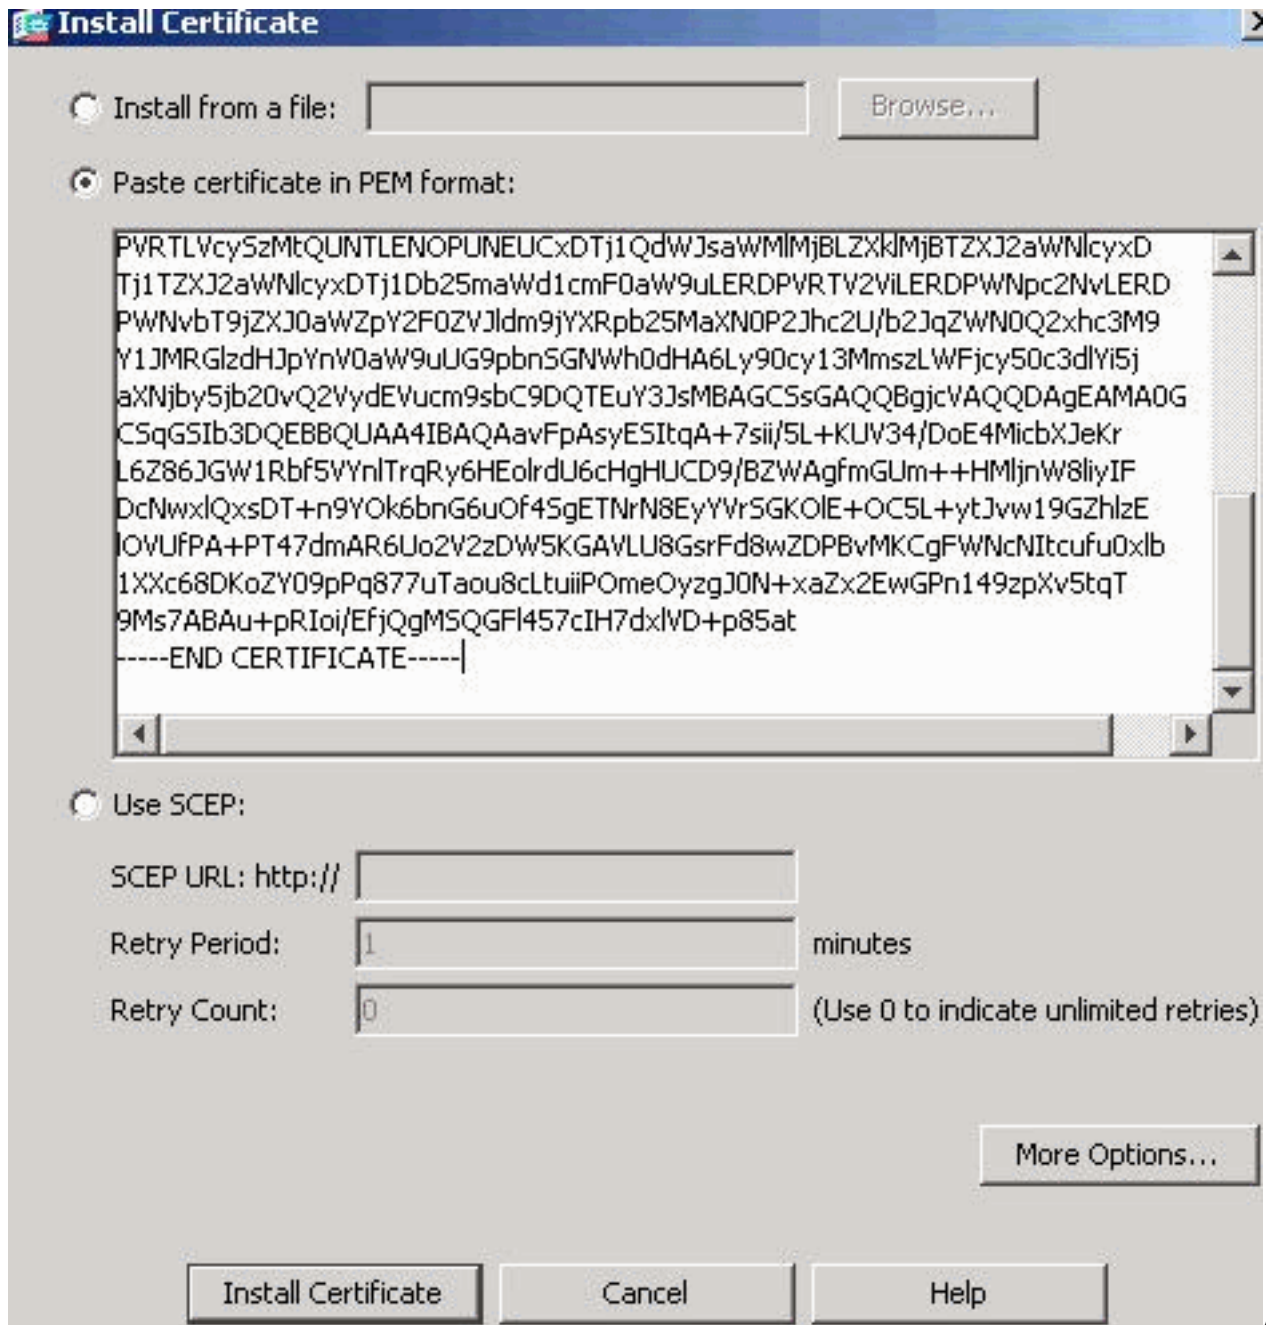 Install Certificate
Install from a file:
Browse...
Paste certificate in PEM format:
PVRTLVcySzMtQUNTLENOPUNEUCxDTj1QdWJsaWMlMjBLZXklMjBTZXJ2aWNlcyxD
Tj1TZXJ2aWNlcyxDTj1Db25maWd1cmF0aW9uLERDPVRTV2ViLERDPWNpc2NvLERD
PWNvbT9jZXJ0aWZpY2F0ZVJldm9jYXRpb25MaXN0P2Jhc2U/b2JqZWN0Q2xhc3M9
Y1JMRGlzdHJpYnV0aW9uUG9pbnSGNWh0dHA6Ly90cy13MmszLWFjcy50c3dlYi5j
aXNjby5jb20vQ2VydEVucm9sbC9DQTEuY3JsMBAGCSsGAQQBgjcVAQQDAgEAMA0G
CSqGSIb3DQEBBQUAA4IBAQAavFpAsyESItqA+7sii/5L+KUV34/DoE4MicbXJeKr
L6Z86JGW1Rbf5VYnlTrqRy6HEolrdU6cHgHUCD9/BZWAgfmGUm++HMljnW8liyIF
DcNwxlQxsDT+n9YOk6bnG6uOf4SgETNrN8EyYVrSGKOlE+OC5L+ytJvw19GZhlzE
lOVUfPA+PT47dmAR6Uo2V2zDW5KGAVLU8GsrFd8wZDPBvMKCgFWNcNItcufu0xlb
1XXc68DKoZY09pPq877uTaou8cLtuiiPOmeOyzgJ0N+xaZx2EwGPn149zpXv5tqT
9Ms7ABAu+pRIoi/EfjQgMSQGFl457cIH7dxlVD+p85at
-----END CERTIFICATE-----
Use SCEP:
SCEP URL: http://
Retry Period: 1 minutes
Retry Count: 0 (Use 0 to indicate unlimited retries)
More Options...
Install Certificate Cancel Help